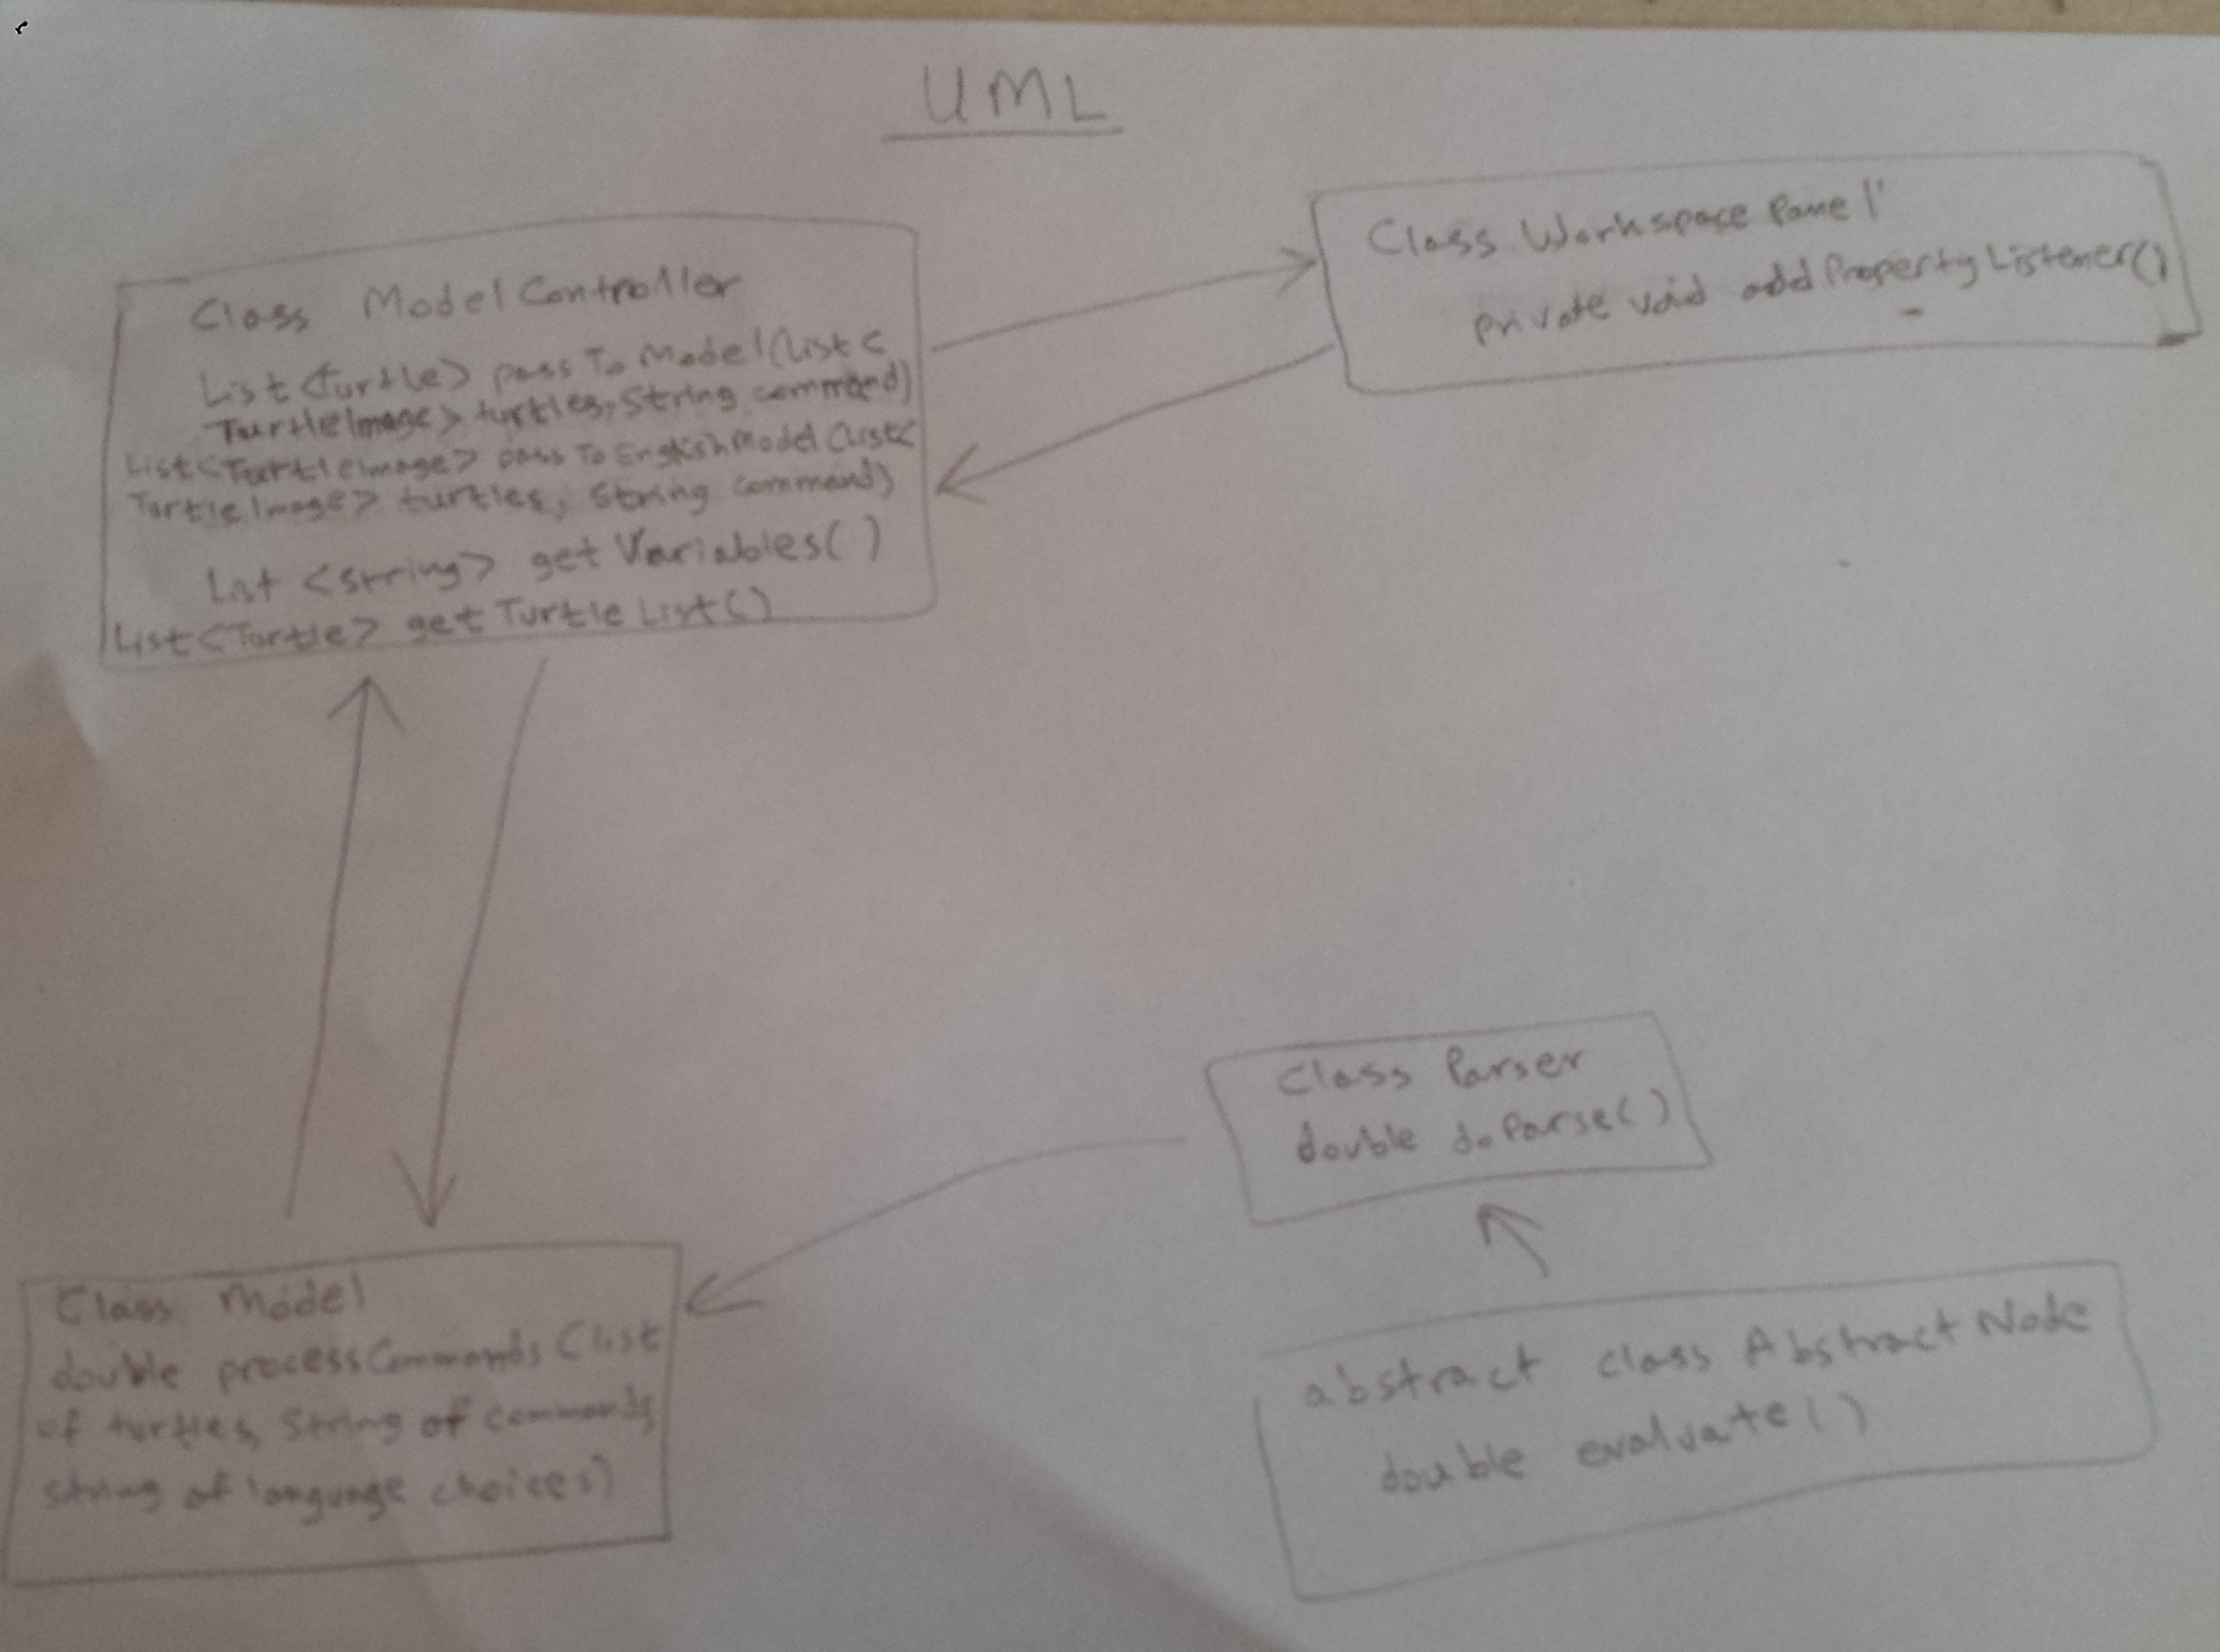 UML
Class ModelController
List<Turtle> passToModel(List<
TurtleImage> turtles, String command)
List<TurtleImage> passToEnglishModel(List<
TurtleImage> turtles, String command)
List <String> getVariables()
List<Turtle> getTurtleList()
Class WorkspacePanel
private void addPropertyListener()
Class Parser
double doParse()
Class Model
double processCommands (list
of turtles, String of commands,
string of language choices)
abstract class AbstractNode
double evaluate()